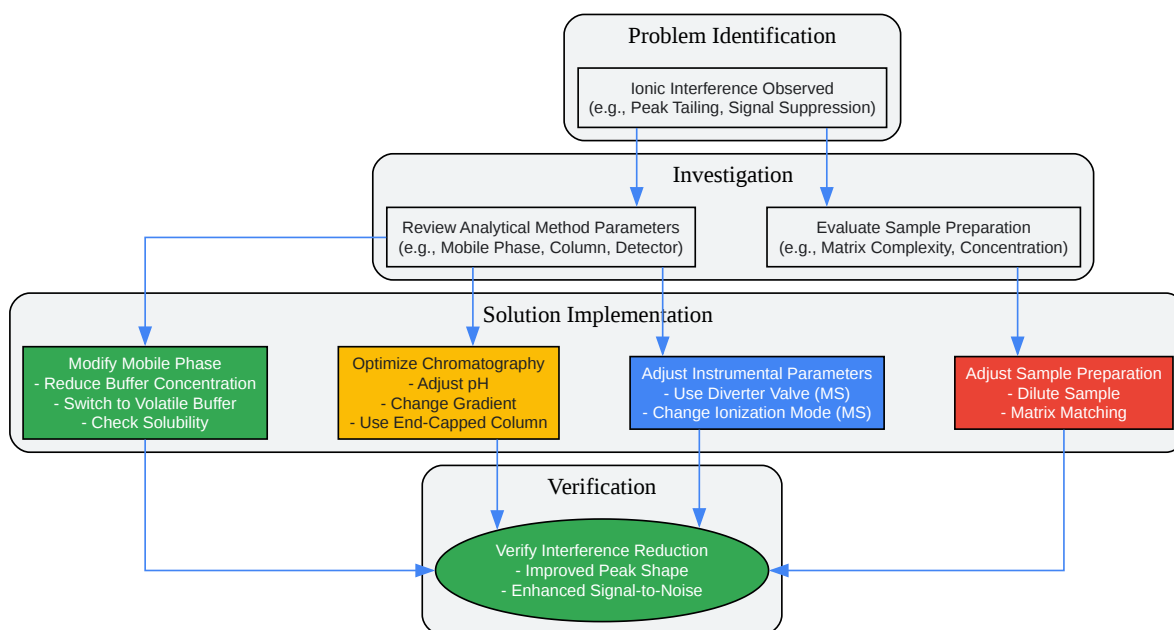 Problem Identification
Ionic Interference Observed
(e.g., Peak Tailing, Signal Suppression)
Investigation
Review Analytical Method Parameters
(e.g., Mobile Phase, Column, Detector)
Evaluate Sample Preparation
(e.g., Matrix Complexity, Concentration)
Solution Implementation
Modify Mobile Phase
- Reduce Buffer Concentration
- Switch to Volatile Buffer
- Check Solubility
Optimize Chromatography
- Adjust pH
- Change Gradient
- Use End-Capped Column
Adjust Instrumental Parameters
- Use Diverter Valve (MS)
- Change Ionization Mode (MS)
Adjust Sample Preparation
- Dilute Sample
- Matrix Matching
Verification
Verify Interference Reduction
- Improved Peak Shape
- Enhanced Signal-to-Noise